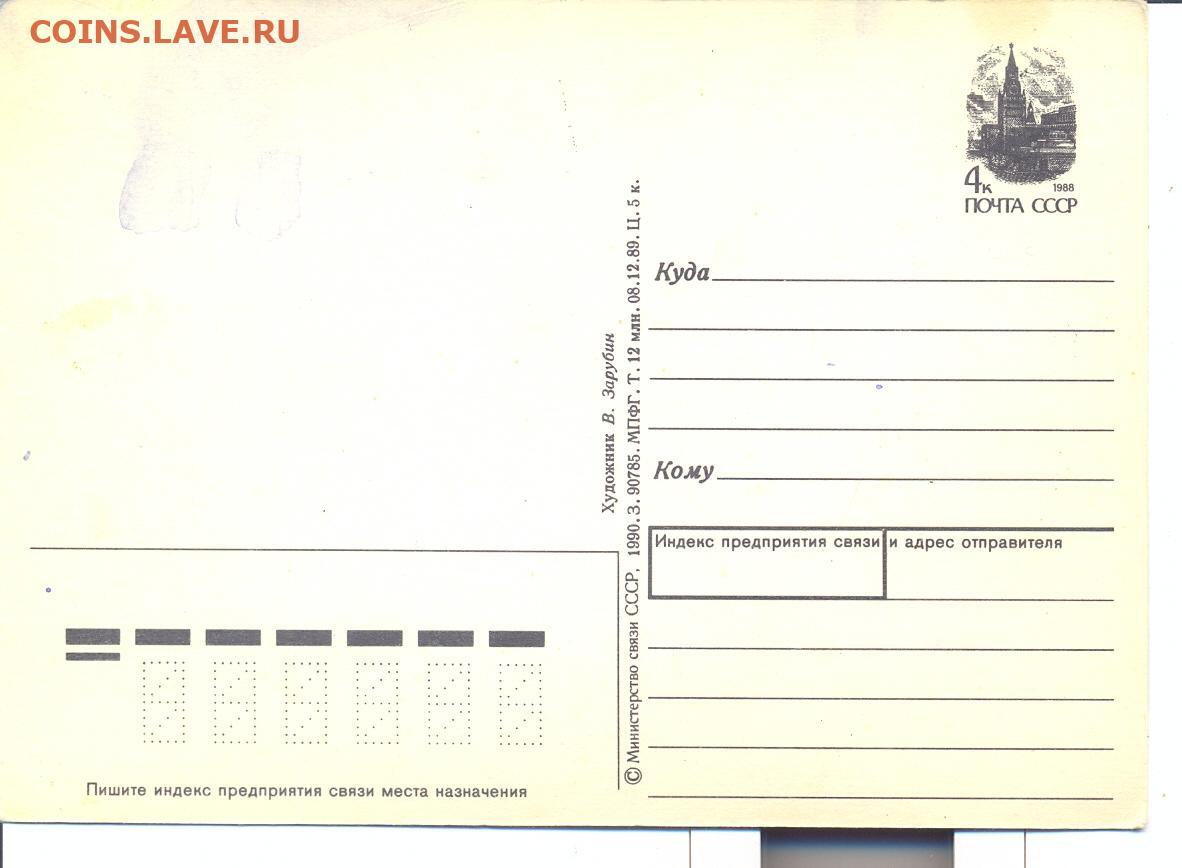 COINS.LAVE.RU
4к
1988
ПОЧТА СССР
Куда
Кому
Индекс предприятия связи и адрес отправителя
Художник В. Зарубин
© Министерство связи СССР, 1990. З. 90785. МПФГ. Т. 12 млн. 08.12.89. Ц. 5 к.
Пишите индекс предприятия связи места назначения